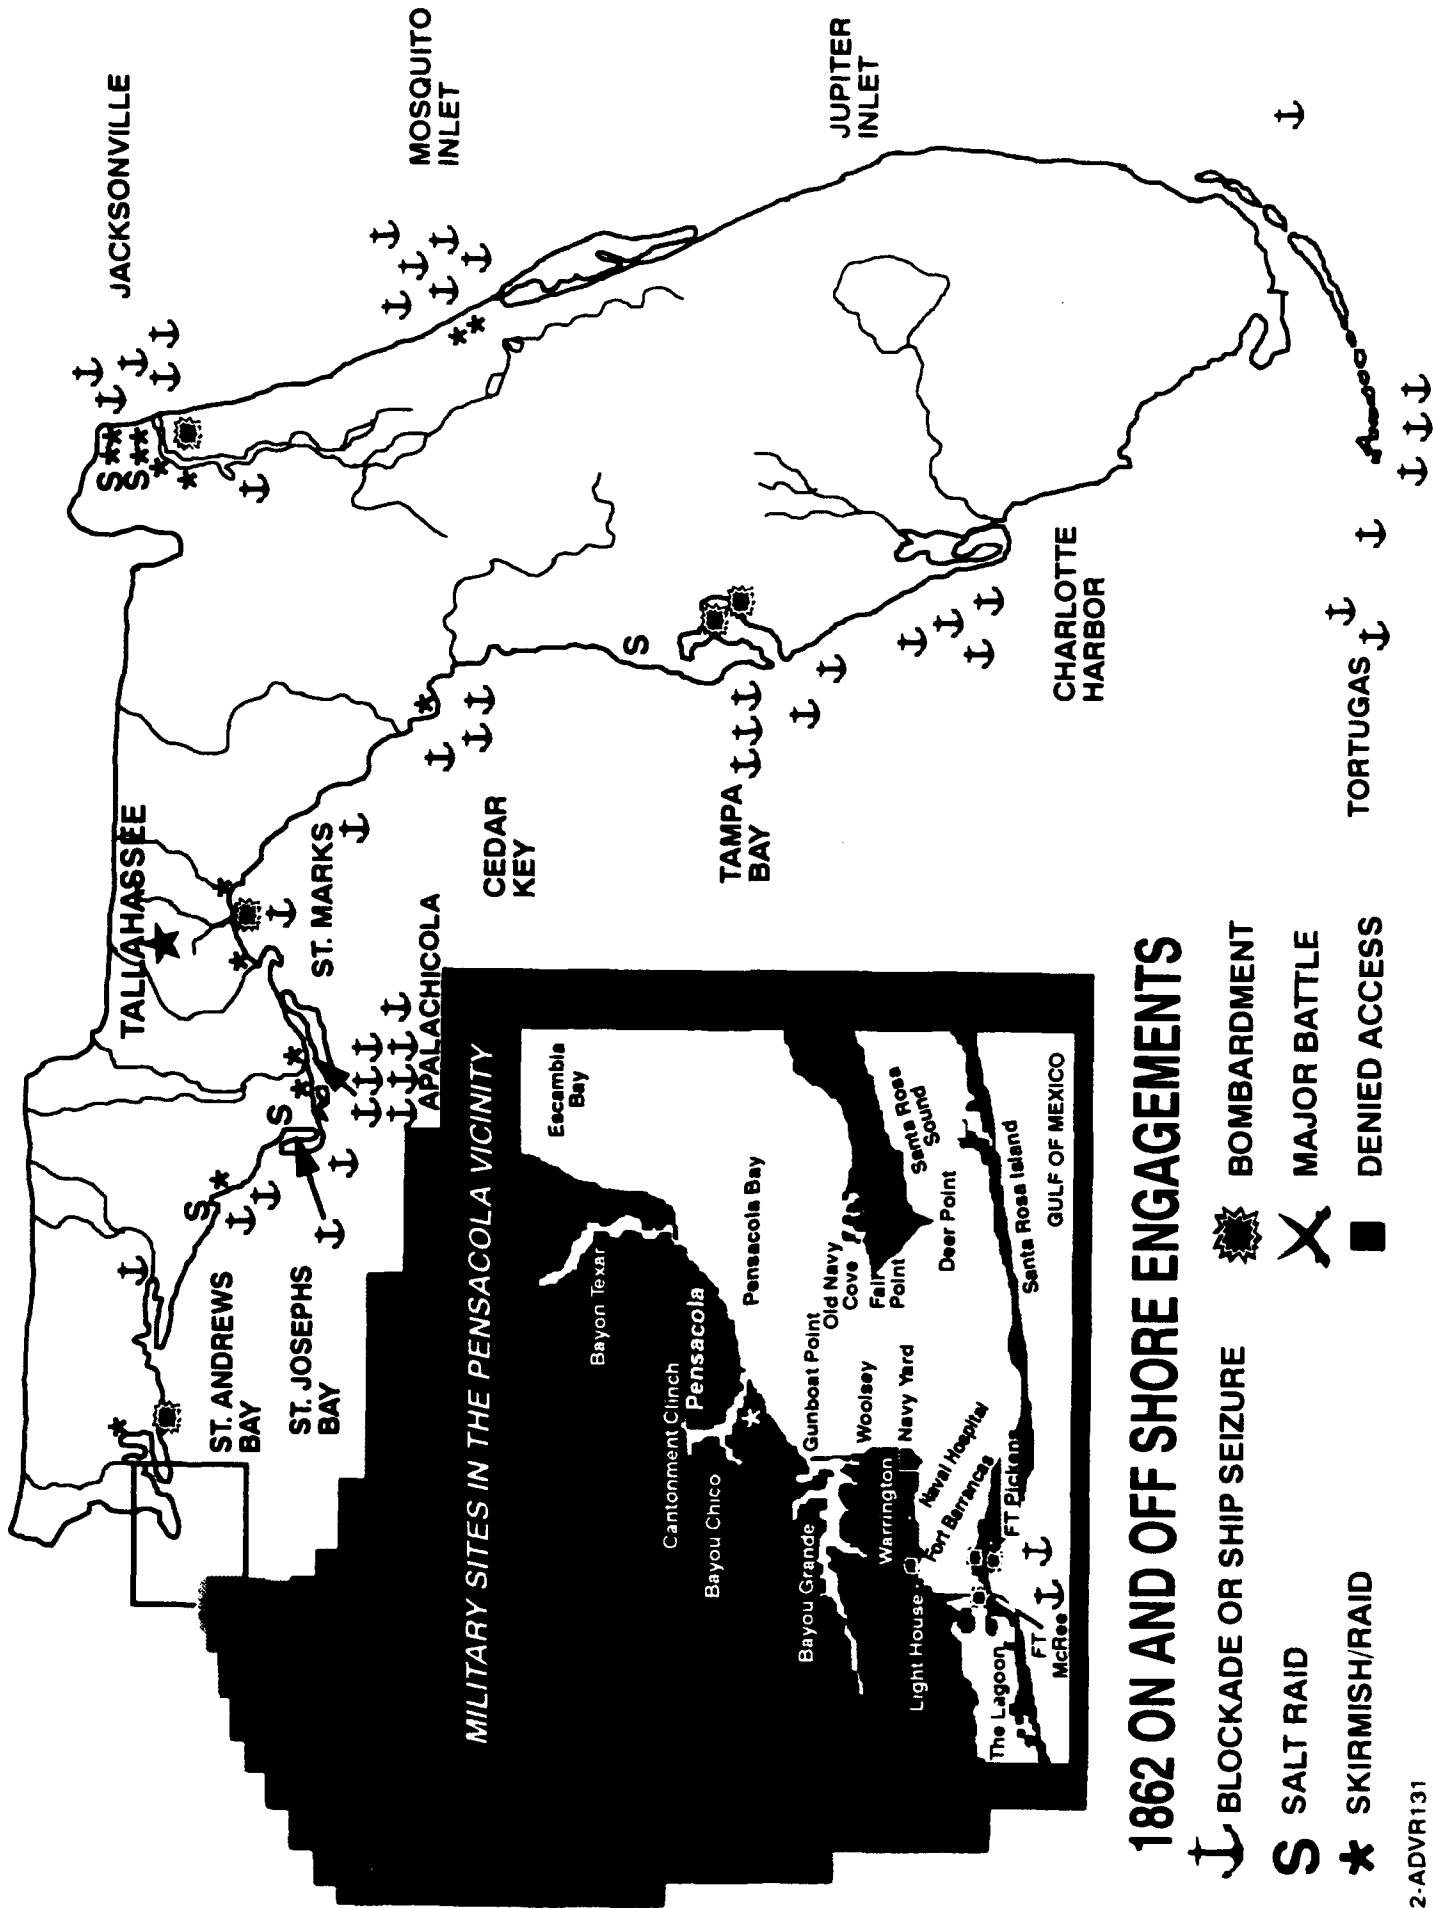 JACKSONVILLE
MOSQUITO
INLET
JUPITER
INLET
TALLAHASSEE
ST. MARKS
APALACHICOLA
CEDAR
KEY
TAMPA
BAY
CHARLOTTE
HARBOR
TORTUGAS
ST. ANDREWS
BAY
ST. JOSEPHS
BAY
S
S
S
S
S
MILITARY SITES IN THE PENSACOLA VICINITY
Escambia
Bay
Bayon Texar
Pensacola Bay
Pensacola
Cantonment Clinch
Bayou Chico
Gunboat Point
Old Navy
Cove
Fair
Point
Deer Point
Santa Rosa
Sound
Santa Rosa Island
GULF OF MEXICO
Woolsey
Navy Yard
Warrington
Bayou Grande
Naval Hospital
Fort Barrancas
FT Pickens
Light House
The Lagoon
FT
McRee
1862 ON AND OFF SHORE ENGAGEMENTS
BLOCKADE OR SHIP SEIZURE
S SALT RAID
* SKIRMISH/RAID
BOMBARDMENT
MAJOR BATTLE
DENIED ACCESS
2-ADVR131